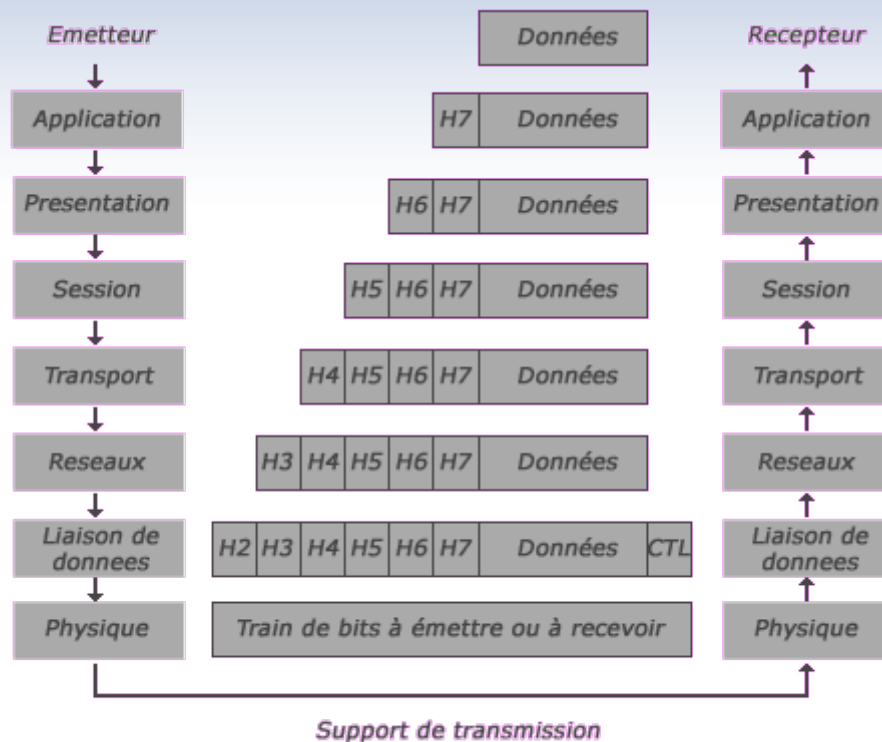 Emetteur Données Recepteur
Application H7 Données Application
Presentation H6 H7 Données Presentation
Session H5 H6 H7 Données Session
Transport H4 H5 H6 H7 Données Transport
Reseaux H3 H4 H5 H6 H7 Données Reseaux
Liaison de donnees H2 H3 H4 H5 H6 H7 Données CTL Liaison de donnees
Physique Train de bits à émettre ou à recevoir Physique
Support de transmission